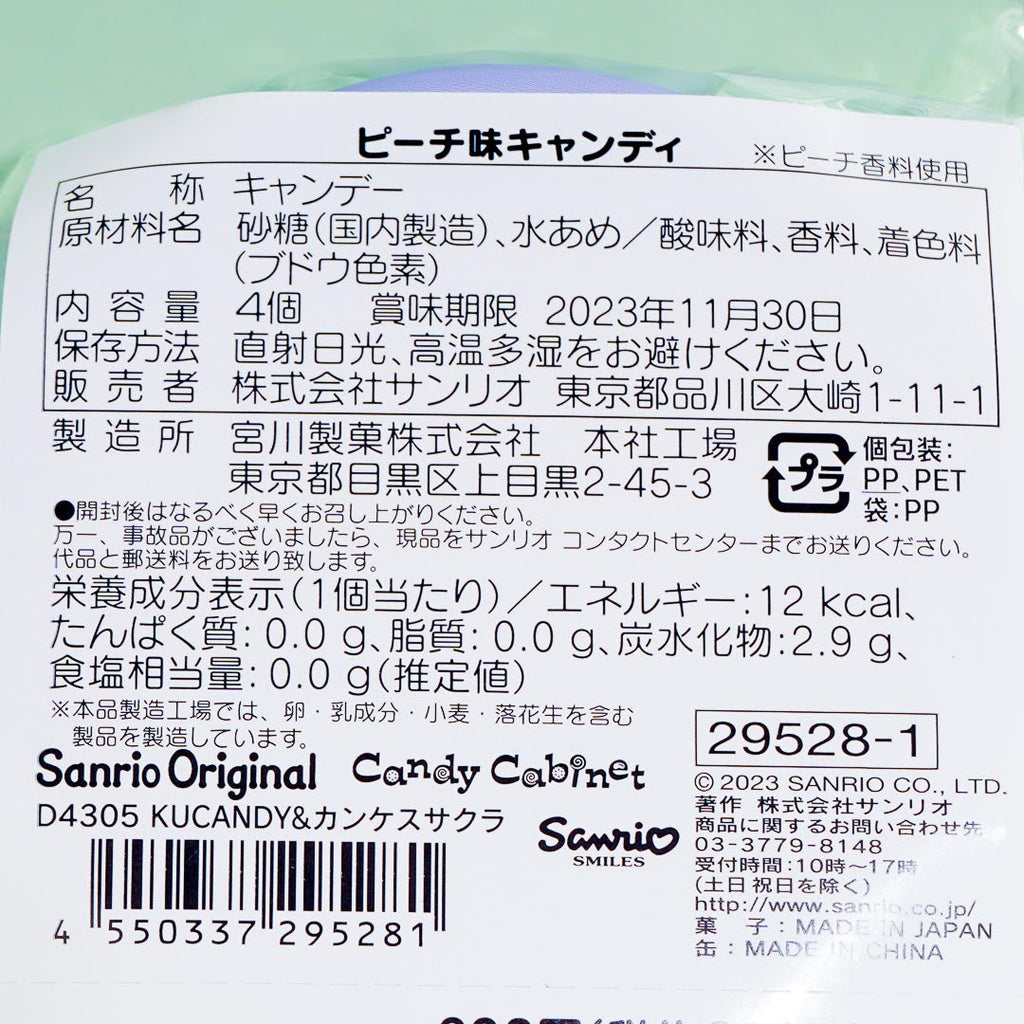 ピーチ味キャンディ ※ピーチ香料使用
名称 キャンデー
原材料名 砂糖(国内製造)、水あめ／酸味料、香料、着色料
(ブドウ色素)
内容量 4個 賞味期限 2023年11月30日
保存方法 直射日光、高温多湿をお避けください。
販売者 株式会社サンリオ 東京都品川区大崎1-11-1
製造所 宮川製菓株式会社 本社工場
東京都目黒区上目黒2-45-3
プラ
個包装:
PP、PET
袋:PP
●開封後はなるべく早くお召し上がりください。
万一、事故品がございましたら、現品をサンリオ コンタクトセンターまでお送りください。
代品と郵送料をお送り致します。
栄養成分表示(1個当たり)／エネルギー:12 kcal、
たんぱく質:0.0 g、脂質:0.0 g、炭水化物:2.9 g、
食塩相当量:0.0 g(推定値)
※本品製造工場では、卵・乳成分・小麦・落花生を含む
製品を製造しています。
Sanrio Original Candy Cabinet
D4305 KUCANDY&カンケスサクラ
4 550337 295281
Sanrio
SMILES
29528-1
© 2023 SANRIO CO., LTD.
著作 株式会社サンリオ
商品に関するお問い合わせ先
03-3779-8148
受付時間:10時～17時
(土日祝日を除く)
http://www.sanrio.co.jp/
菓子:MADE IN JAPAN
缶:MADE IN CHINA